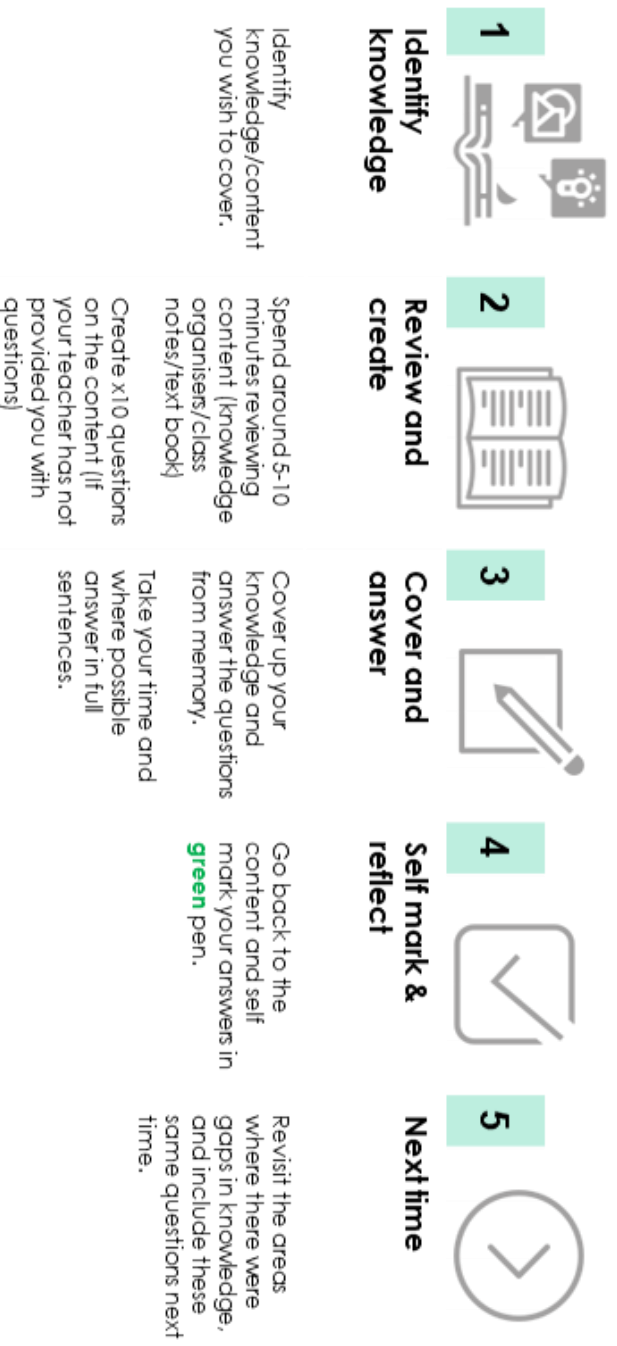 1
Identify
knowledge
Identify
knowledge/content
you wish to cover.
2
Review and
create
Spend around 5-10
minutes reviewing
content (knowledge
organisers/class
notes/text book)
Create x10 questions
on the content (If
your teacher has not
provided you with
questions)
3
Cover and
answer
Cover up your
knowledge and
answer the questions
from memory.
Take your time and
where possible
answer in full
sentences.
4
Self mark &
reflect
Go back to the
content and self
mark your answers in
green pen.
5
Next time
Revisit the areas
where there were
gaps in knowledge,
and include these
same questions next
time.